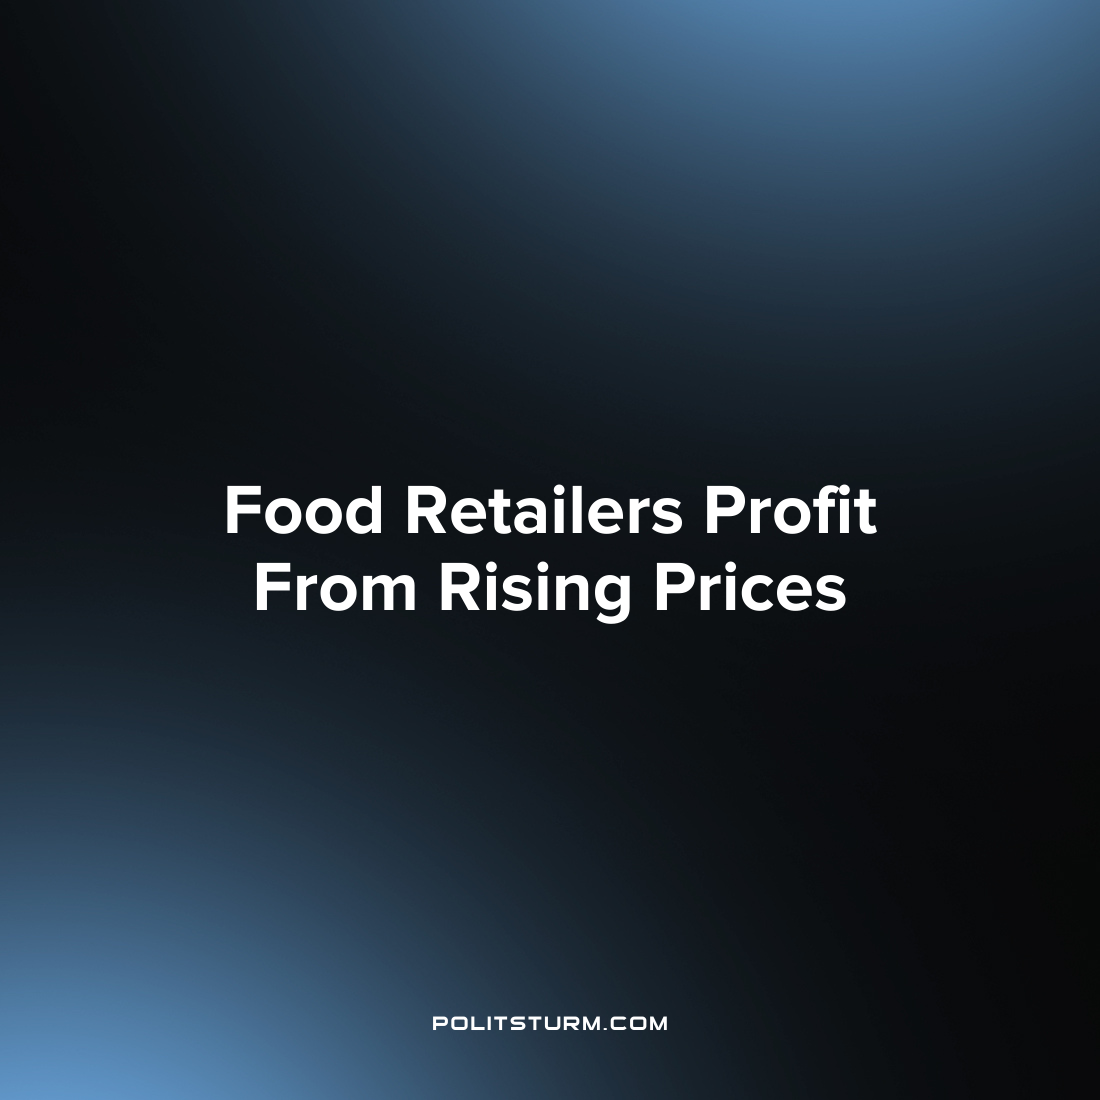 Food Retailers Profit
From Rising Prices
POLITSTURM.COM